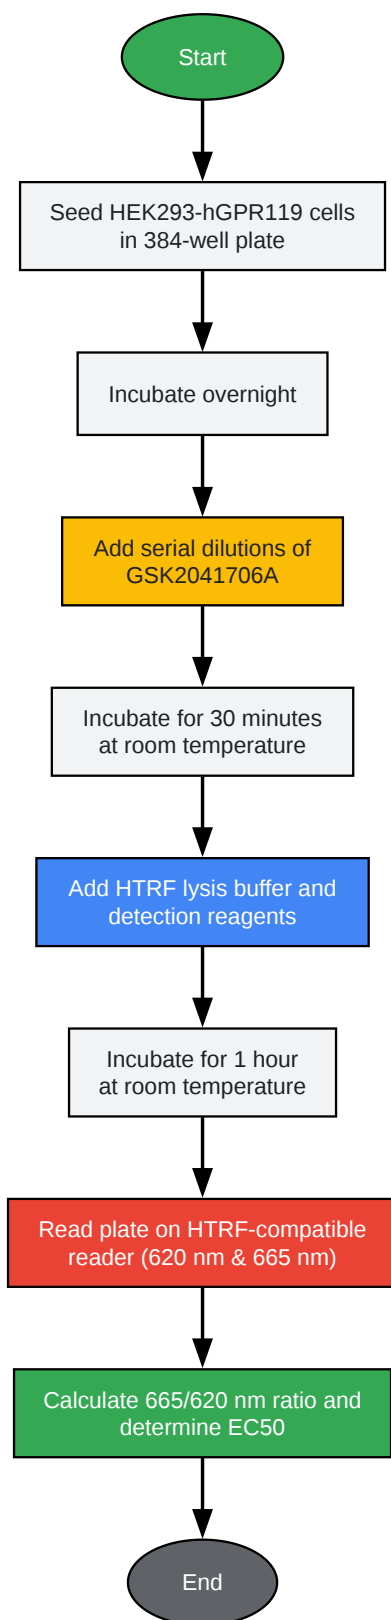 Start
Seed HEK293-hGPR119 cells
in 384-well plate
Incubate overnight
Add serial dilutions of
GSK2041706A
Incubate for 30 minutes
at room temperature
Add HTRF lysis buffer and
detection reagents
Incubate for 1 hour
at room temperature
Read plate on HTRF-compatible
reader (620 nm & 665 nm)
Calculate 665/620 nm ratio and
determine EC50
End